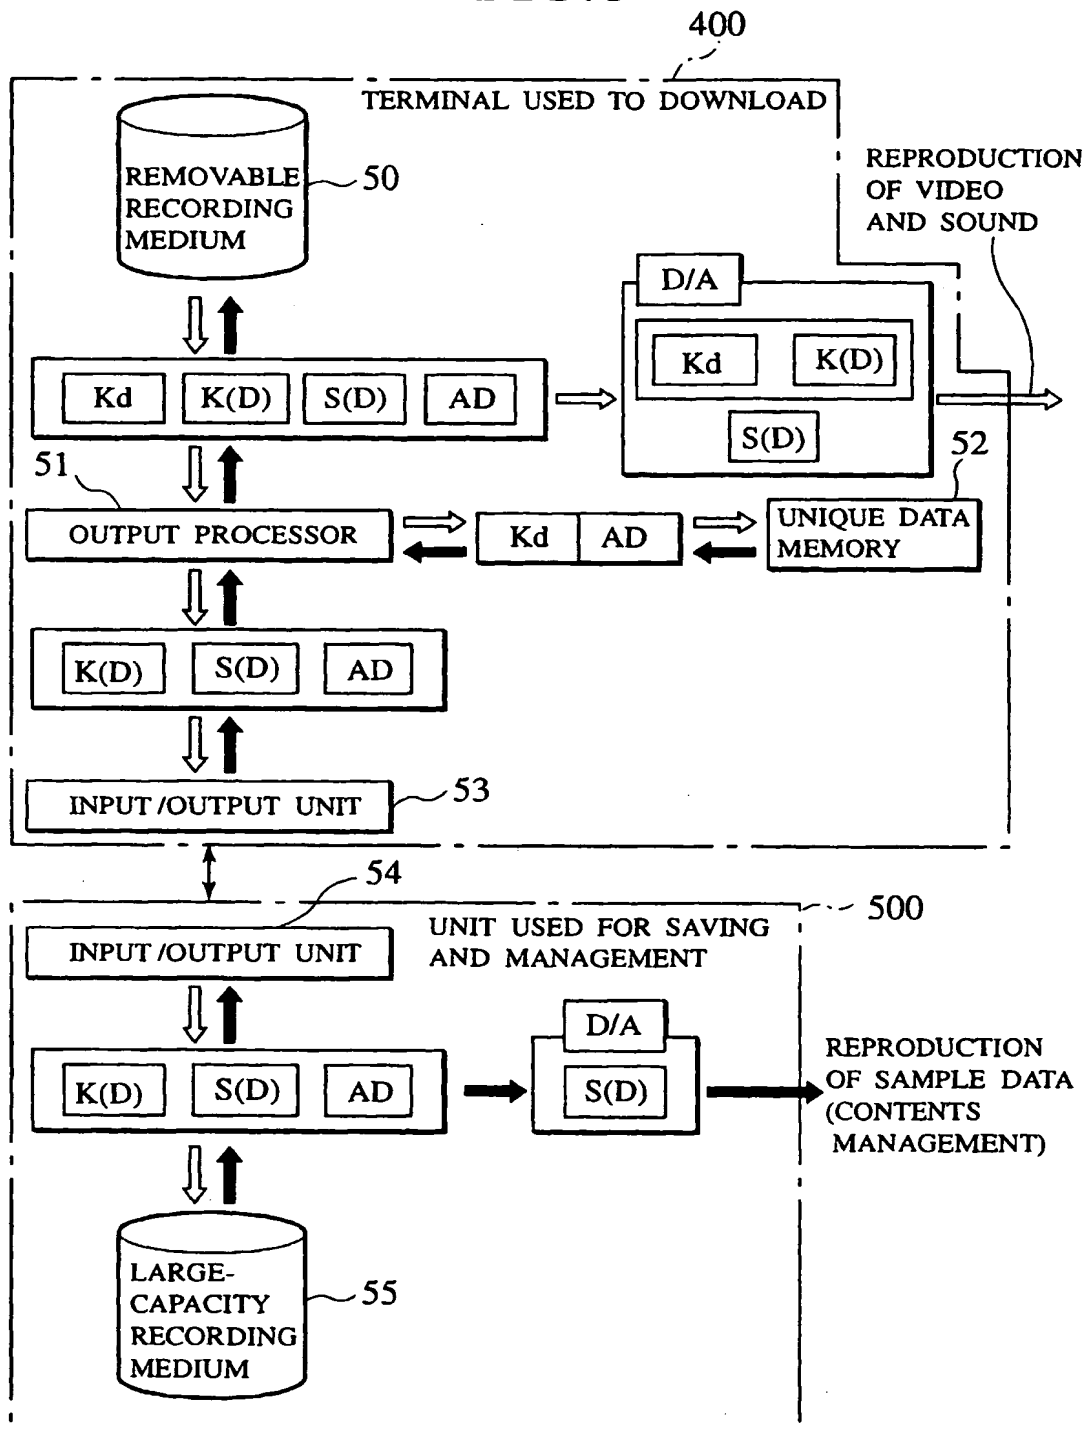 400
TERMINAL USED TO DOWNLOAD
REMOVABLE
RECORDING
MEDIUM
50
REPRODUCTION
OF VIDEO
AND SOUND
D/A
Kd
K(D)
S(D)
Kd
K(D)
S(D)
AD
51
OUTPUT PROCESSOR
Kd
AD
52
UNIQUE DATA
MEMORY
K(D)
S(D)
AD
INPUT/OUTPUT UNIT
53
54
500
INPUT/OUTPUT UNIT
UNIT USED FOR SAVING
AND MANAGEMENT
K(D)
S(D)
AD
D/A
S(D)
REPRODUCTION
OF SAMPLE DATA
(CONTENTS
MANAGEMENT)
LARGE-
CAPACITY
RECORDING
MEDIUM
55